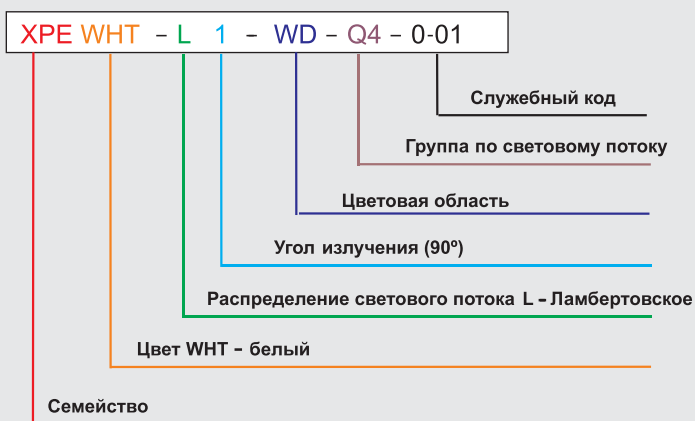 XPE WHT - L 1 - WD - Q4 - 0-01
Служебный код
Группа по световому потоку
Цветовая область
Угол излучения (90º)
Распределение светового потока L – Ламбертовское
Цвет WHT – белый
Семейство